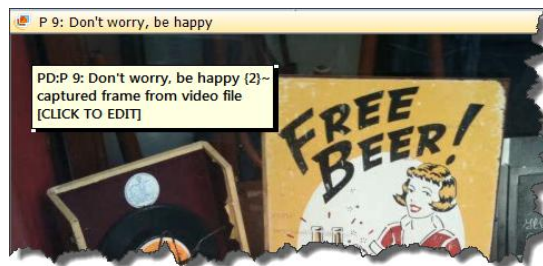 P 9: Don't worry, be happy
PD:P 9: Don't worry, be happy {2}~
captured frame from video file
[CLICK TO EDIT]
FREE
BEER!